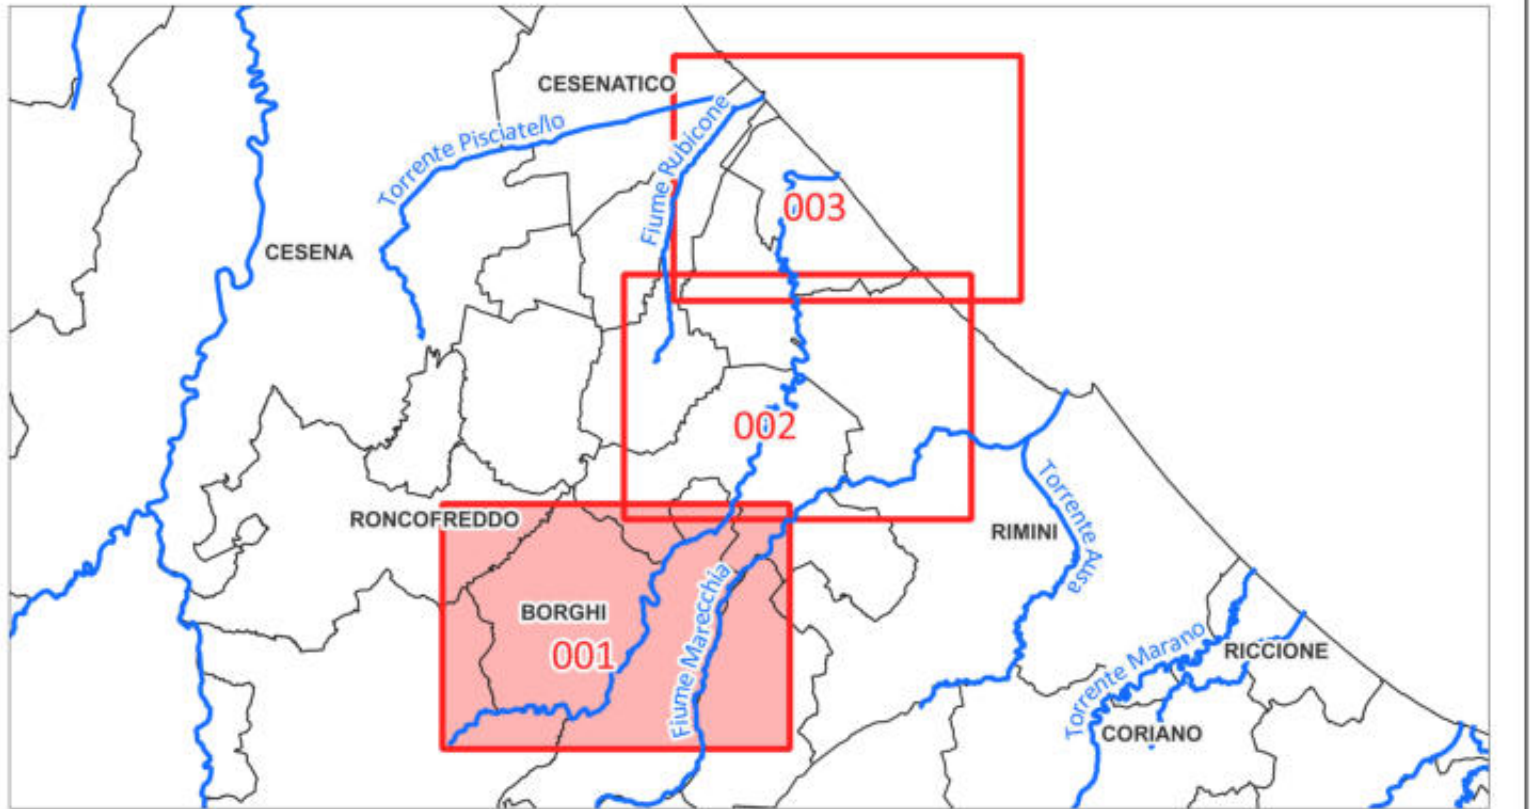 CESENATICO
Torrente Pisciatello
Fiume Rubicone
003
CESENA
002
RONCOFREDDO
RIMINI
Torrente Ausa
BORGHI
001
Fiume Marecchia
Torrente Marano
RICCIONE
CORIANO